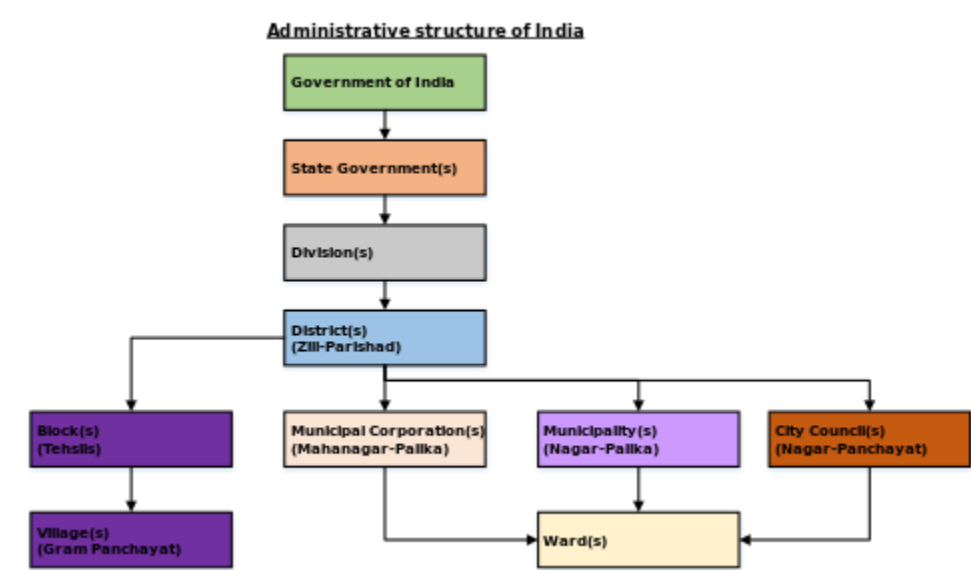 Administrative structure of India
Government of India
State Government(s)
Division(s)
District(s)
(Zili-Parishad)
Block(s)
(Tehsils)
Municipal Corporation(s)
(Mahanagar-Palika)
Municipality(s)
(Nagar-Palika)
City Council(s)
(Nagar-Panchayat)
Village(s)
(Gram Panchayat)
Ward(s)